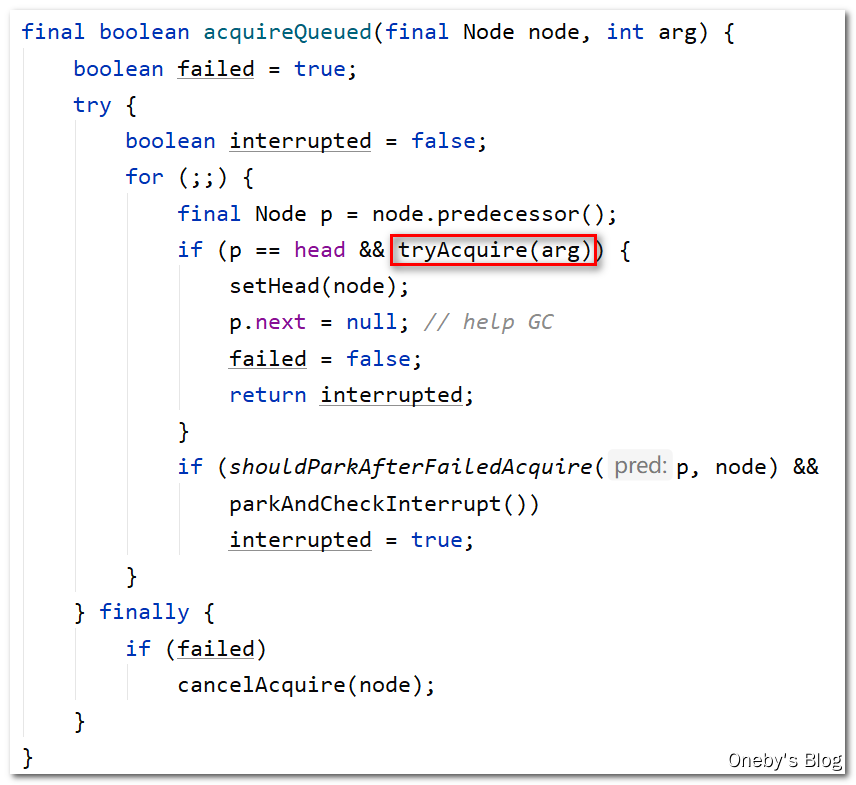 final boolean acquireQueued(final Node node, int arg) {
    boolean failed = true;
    try {
        boolean interrupted = false;
        for (;;) {
            final Node p = node.predecessor();
            if (p == head && tryAcquire(arg)) {
                setHead(node);
                p.next = null; // help GC
                failed = false;
                return interrupted;
            }
            if (shouldParkAfterFailedAcquire( pred: p, node) &&
                parkAndCheckInterrupt())
                interrupted = true;
        }
    } finally {
        if (failed)
            cancelAcquire(node);
    }
}
Oneby's Blog